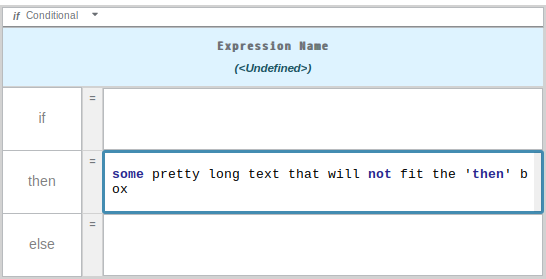 if Conditional
Expression Name
(<Undefined>)
if =
then = some pretty long text that will not fit the 'then' b
ox
else =